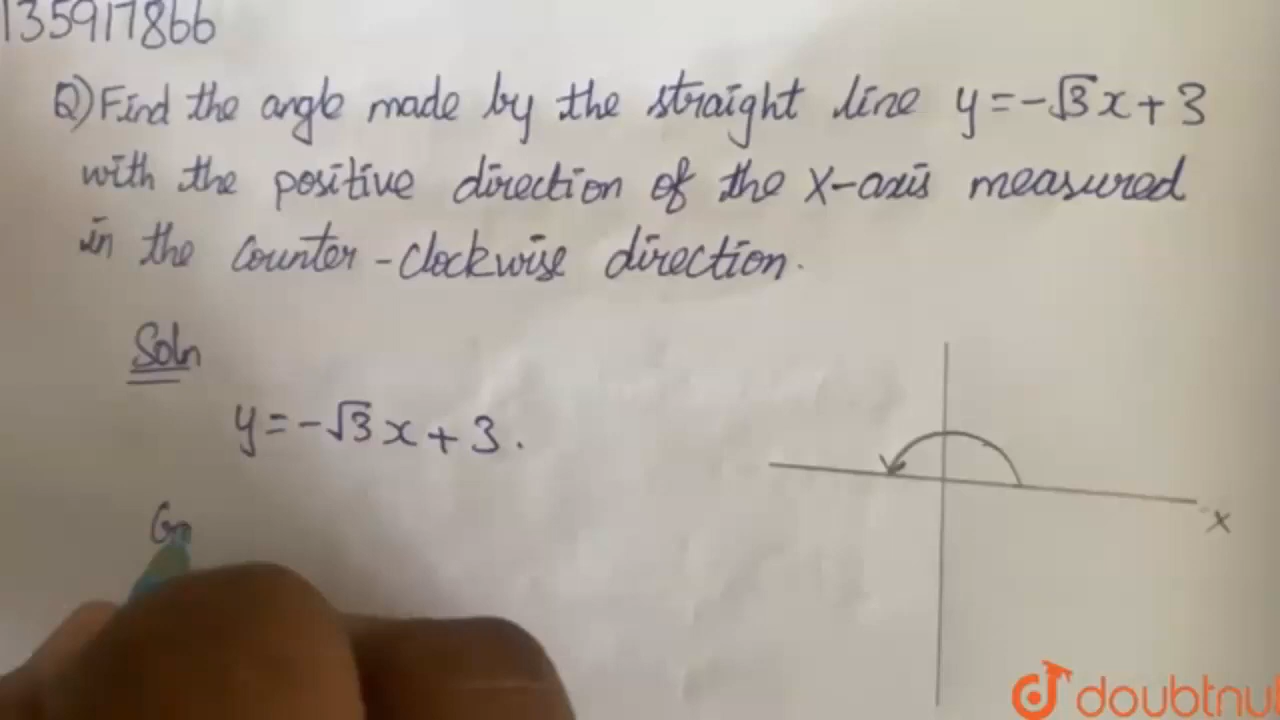 135917866
Q) Find the angle made by the straight line y=-√3x+3
with the positive direction of the X-axis measured
in the counter-clockwise direction.
Soln
y=-√3x+3.
X
doubtnut